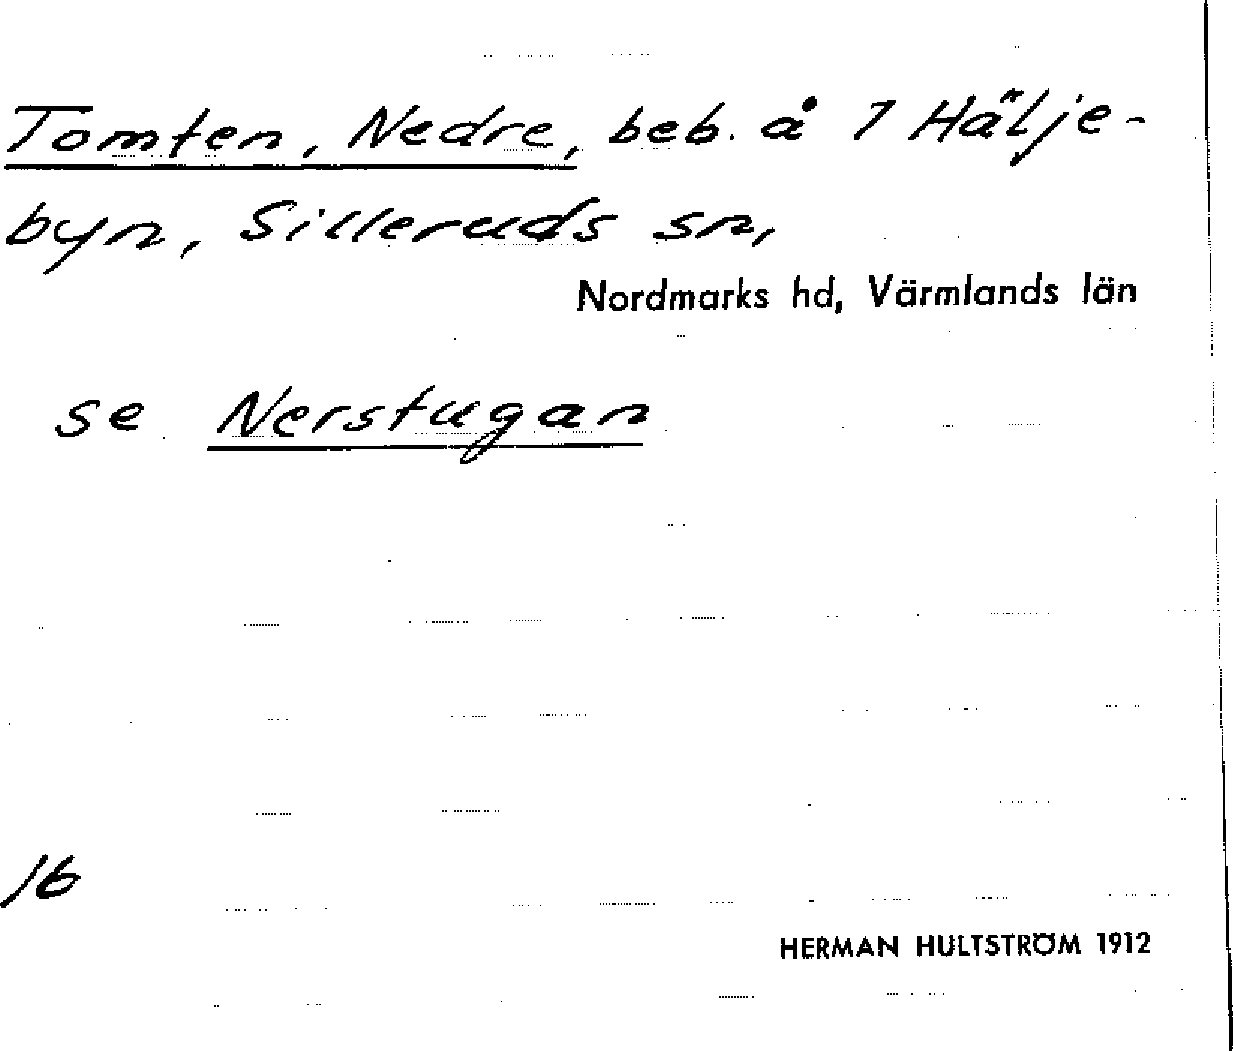 Tomten, Nedre, beb. å 7 Hälje-
byn, Silleruds sn,
Nordmarks hd, Värmlands län
se Nerstugan
16
HERMAN HULTSTRÖM 1912